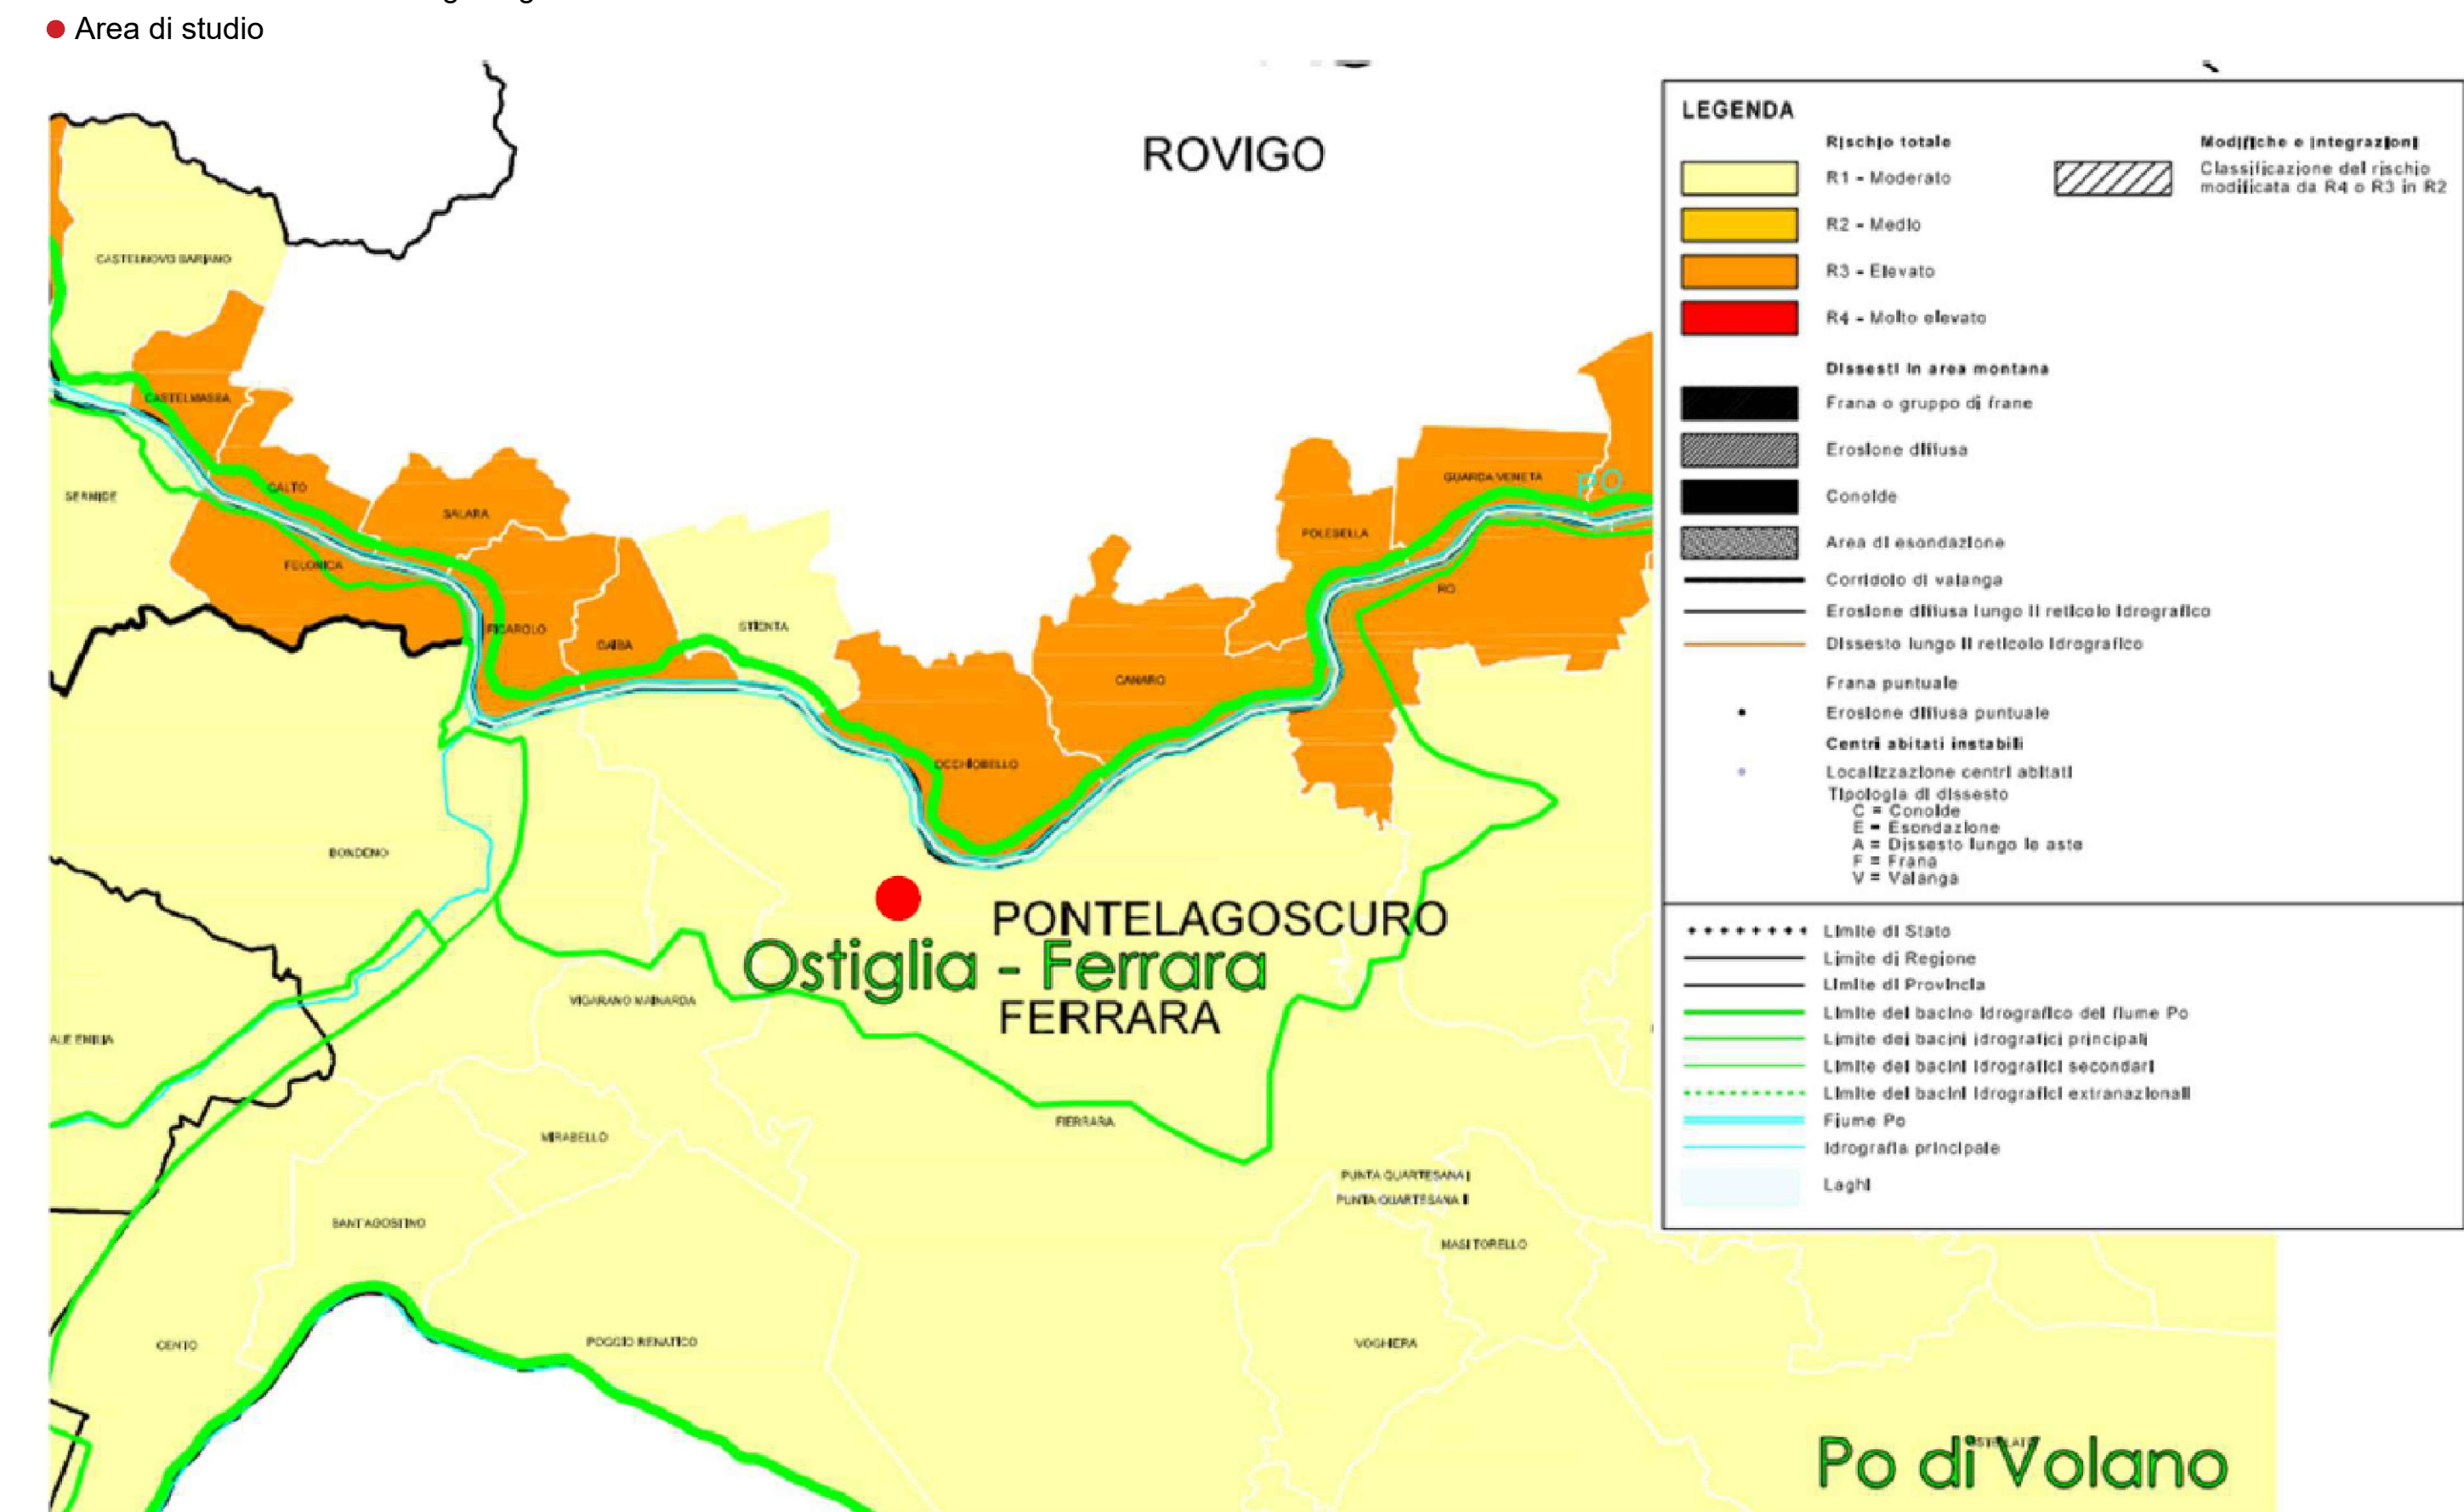 Area di studio
ROVIGO
CASTELNOVO BARIANO
CASTELMASSA
SERMIDE
CALTO
SALARA
FELONICA
FICAROLO
GAIBA
STIENTA
OCCHIOBELLO
CANARO
POLESELLA
GUARDA VENETA
PO
RO
BONDENO
PONTELAGOSCURO
Ostiglia - Ferrara
FERRARA
VIGARANO MAINARDA
ALE EMILIA
FERRARA
MIRABELLO
SANT'AGOSTINO
PUNTA QUARTESANA I
PUNTA QUARTESANA II
MASI TORELLO
CENTO
POGGIO RENATICO
VOGHIERA
Po di Volano
LEGENDA
Rischio totale
R1 - Moderato
R2 - Medio
R3 - Elevato
R4 - Molto elevato
Modifiche e integrazioni
Classificazione del rischio
modificata da R4 o R3 in R2
Dissesti in area montana
Frana o gruppo di frane
Erosione diffusa
Conoide
Area di esondazione
Corridoio di valanga
Erosione diffusa lungo il reticolo idrografico
Dissesto lungo il reticolo idrografico
Frana puntuale
Erosione diffusa puntuale
Centri abitati instabili
Localizzazione centri abitati
Tipologia di dissesto
C = Conoide
E = Esondazione
A = Dissesto lungo le aste
F = Frana
V = Valanga
Limite di Stato
Limite di Regione
Limite di Provincia
Limite del bacino idrografico del fiume Po
Limite dei bacini idrografici principali
Limite dei bacini idrografici secondari
Limite dei bacini idrografici extranazionali
Fiume Po
Idrografia principale
Laghi